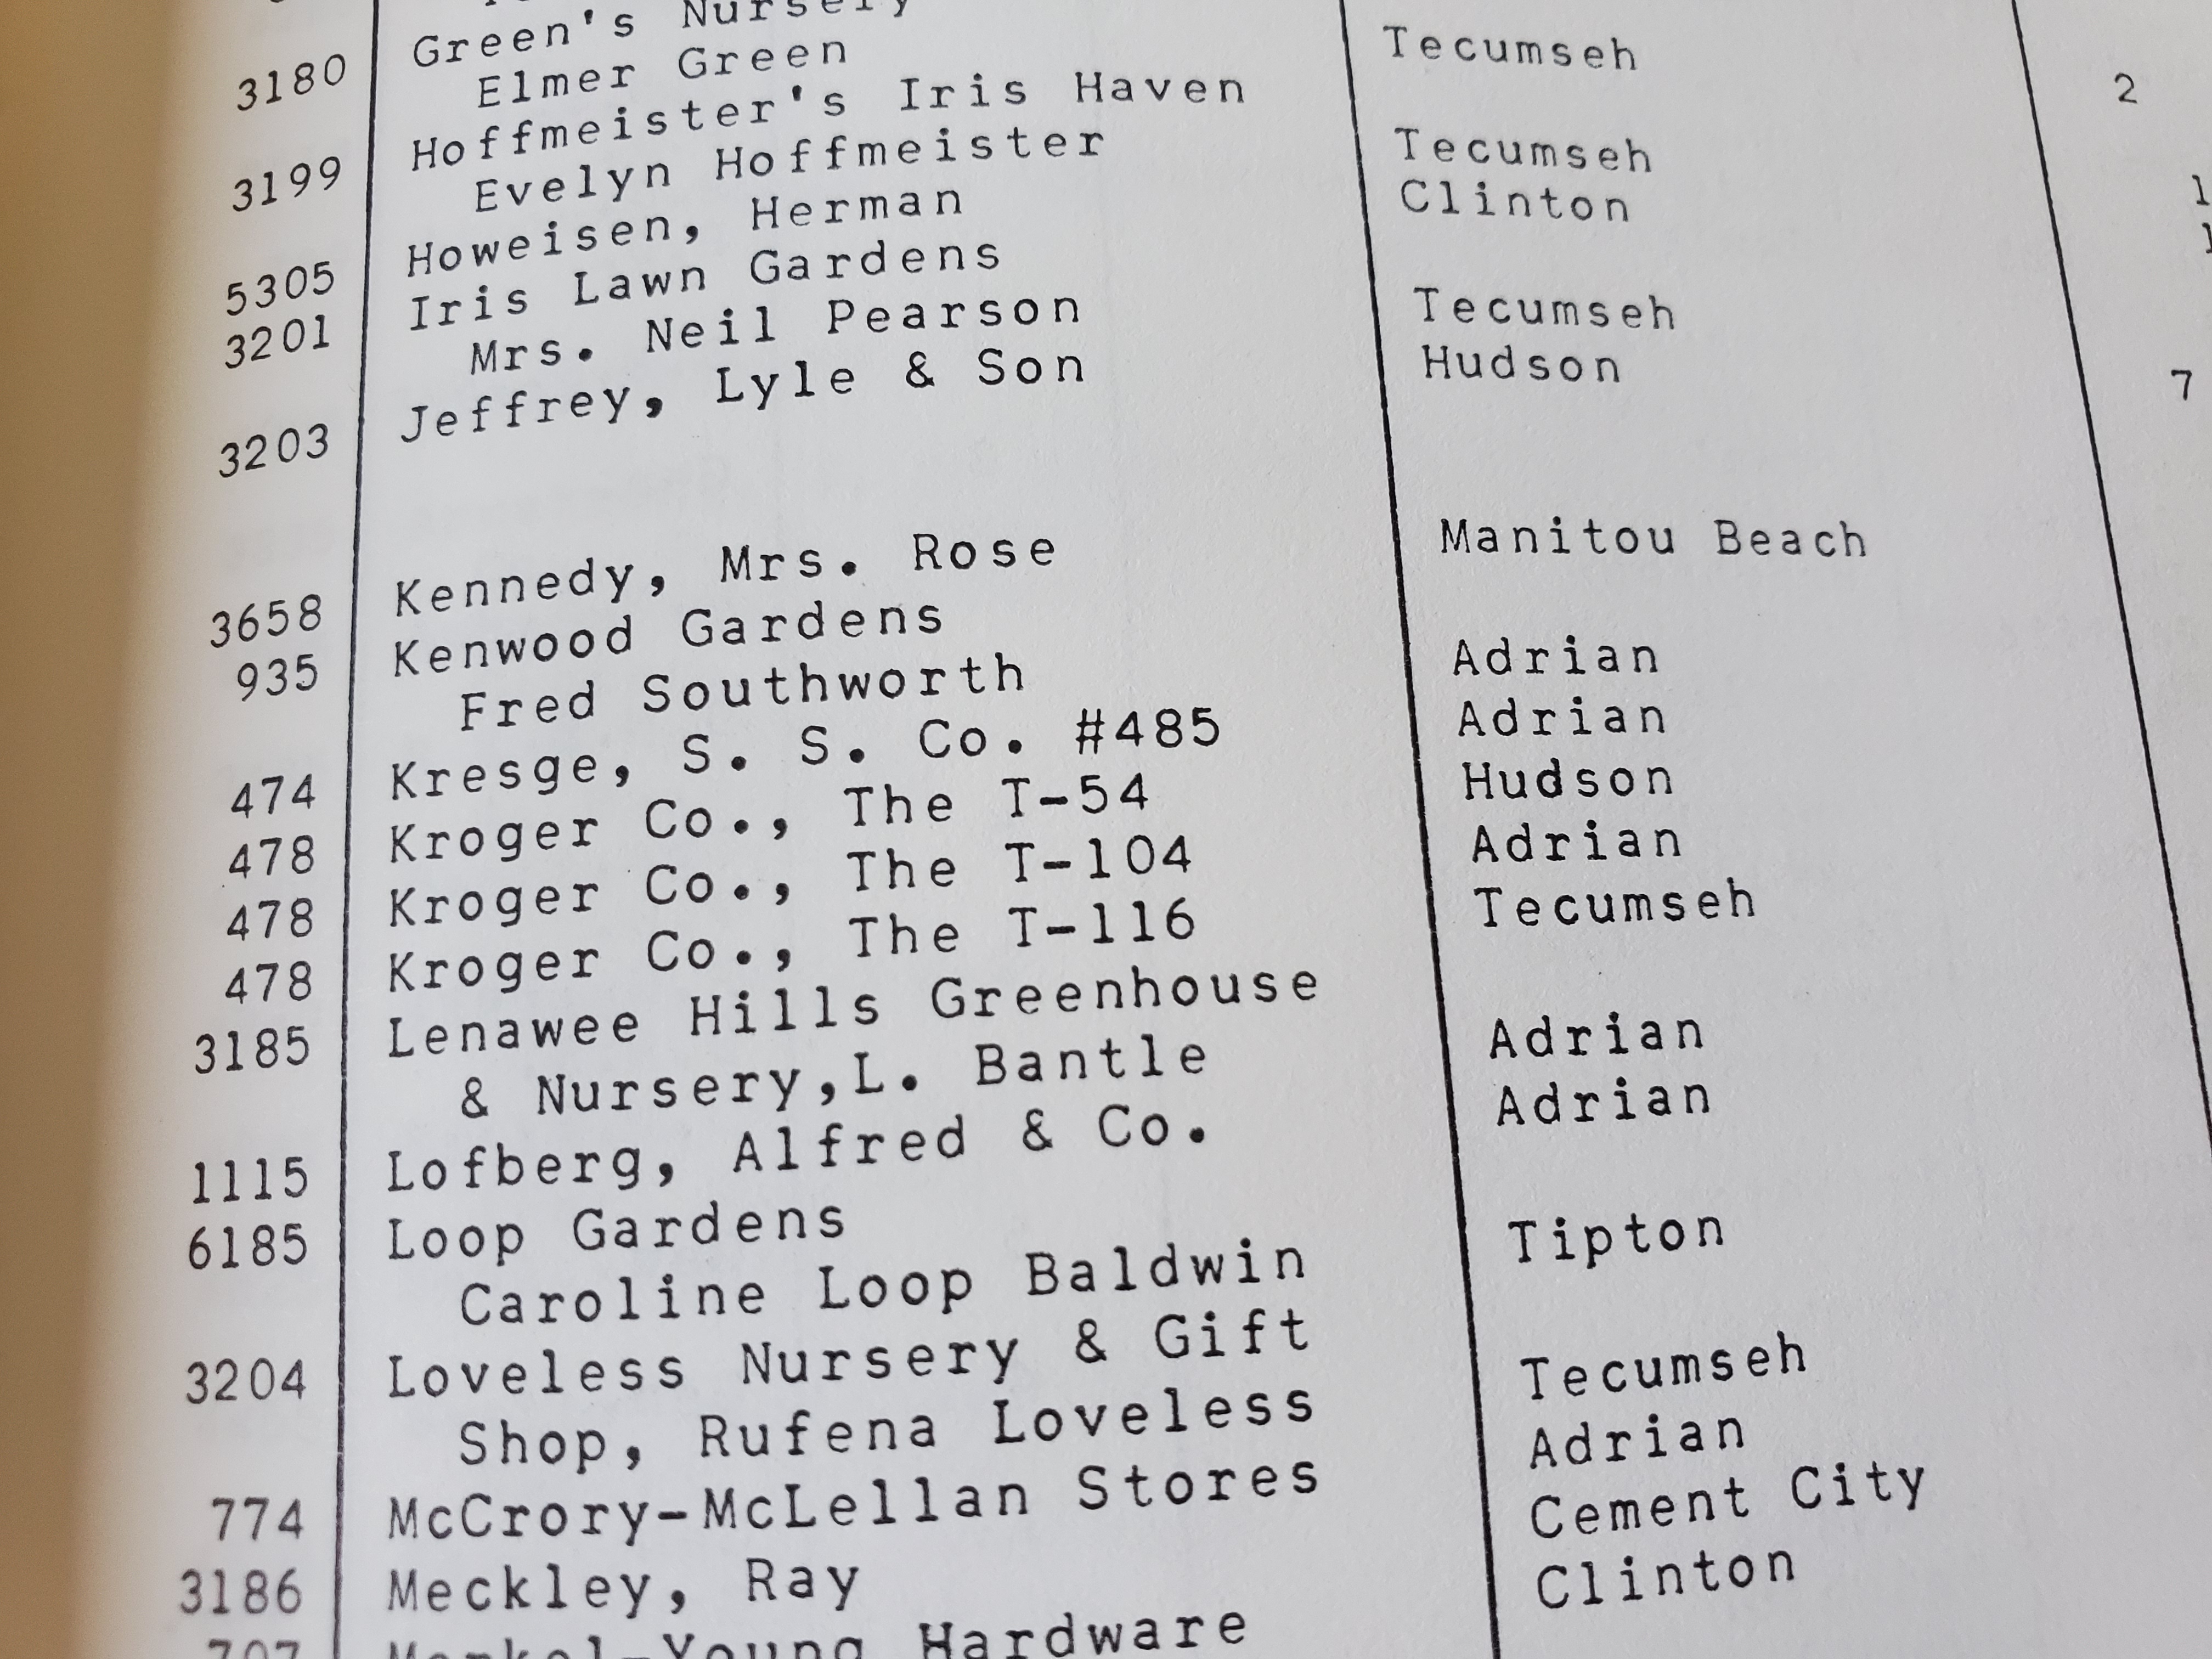 3180 Green's Nursery
Elmer Green Tecumseh 2
3199 Hoffmeister's Iris Haven
Evelyn Hoffmeister Tecumseh 1
5305 Howeisen, Herman Clinton
3201 Iris Lawn Gardens
Mrs. Neil Pearson Tecumseh
3203 Jeffrey, Lyle & Son Hudson 7
3658 Kennedy, Mrs. Rose Manitou Beach
935 Kenwood Gardens
Fred Southworth Adrian
474 Kresge, S. S. Co. #485 Adrian
478 Kroger Co., The T-54 Hudson
478 Kroger Co., The T-104 Adrian
478 Kroger Co., The T-116 Tecumseh
3185 Lenawee Hills Greenhouse
& Nursery,L. Bantle Adrian
1115 Lofberg, Alfred & Co. Adrian
6185 Loop Gardens
Caroline Loop Baldwin Tipton
3204 Loveless Nursery & Gift
Shop, Rufena Loveless Tecumseh
774 McCrory-McLellan Stores Adrian
3186 Meckley, Ray Cement City
Hardware Clinton